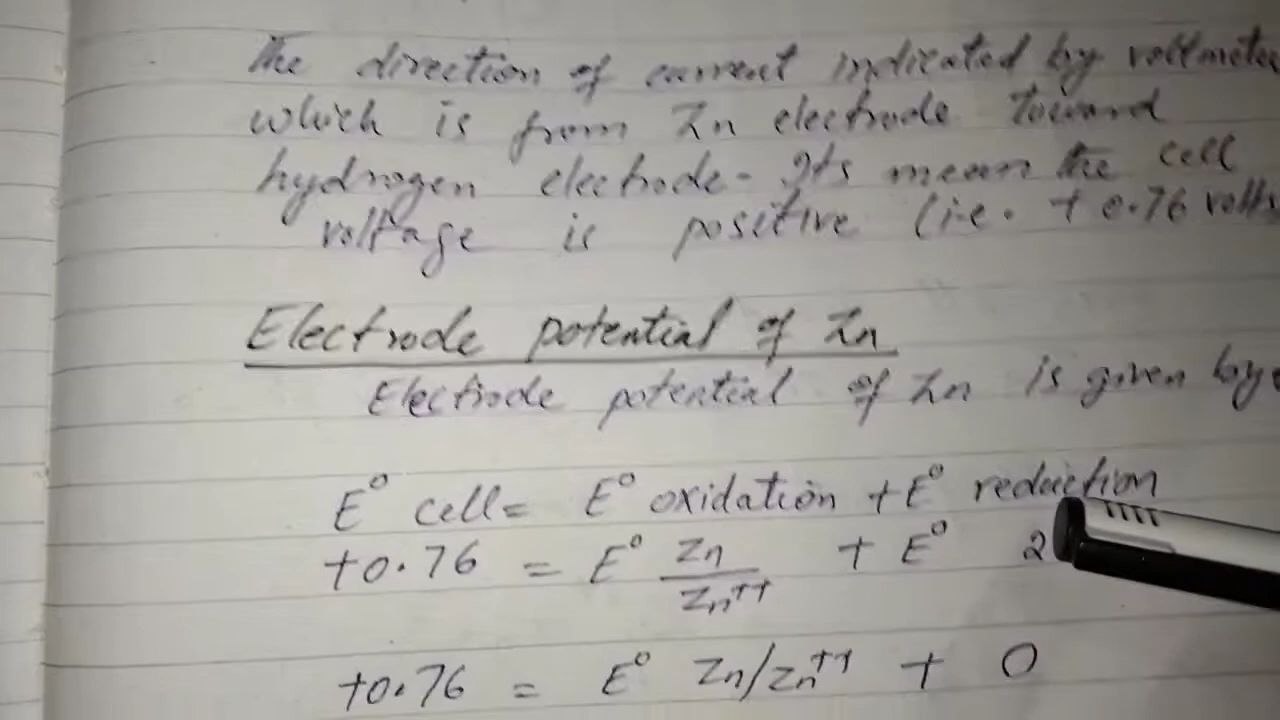 The direction of current indicated by voltmeter
which is from Zn electrode toward
hydrogen electrode. Its mean the cell
voltage is positive (i.e. +0.76 volts
Electrode potential of Zn
Electrode potential of Zn is given by
E° cell = E° oxidation + E° reduction
+0.76 = E° Zn/Zn++ + E° 2
+0.76 = E° Zn/Zn++ + 0